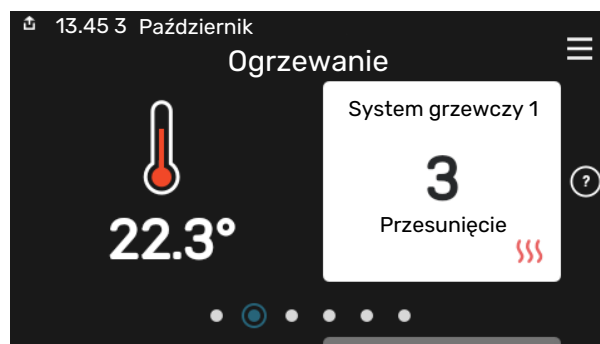 13.45 3 Październik
Ogrzewanie
System grzewczy 1
3
Przesunięcie
22.3°
?